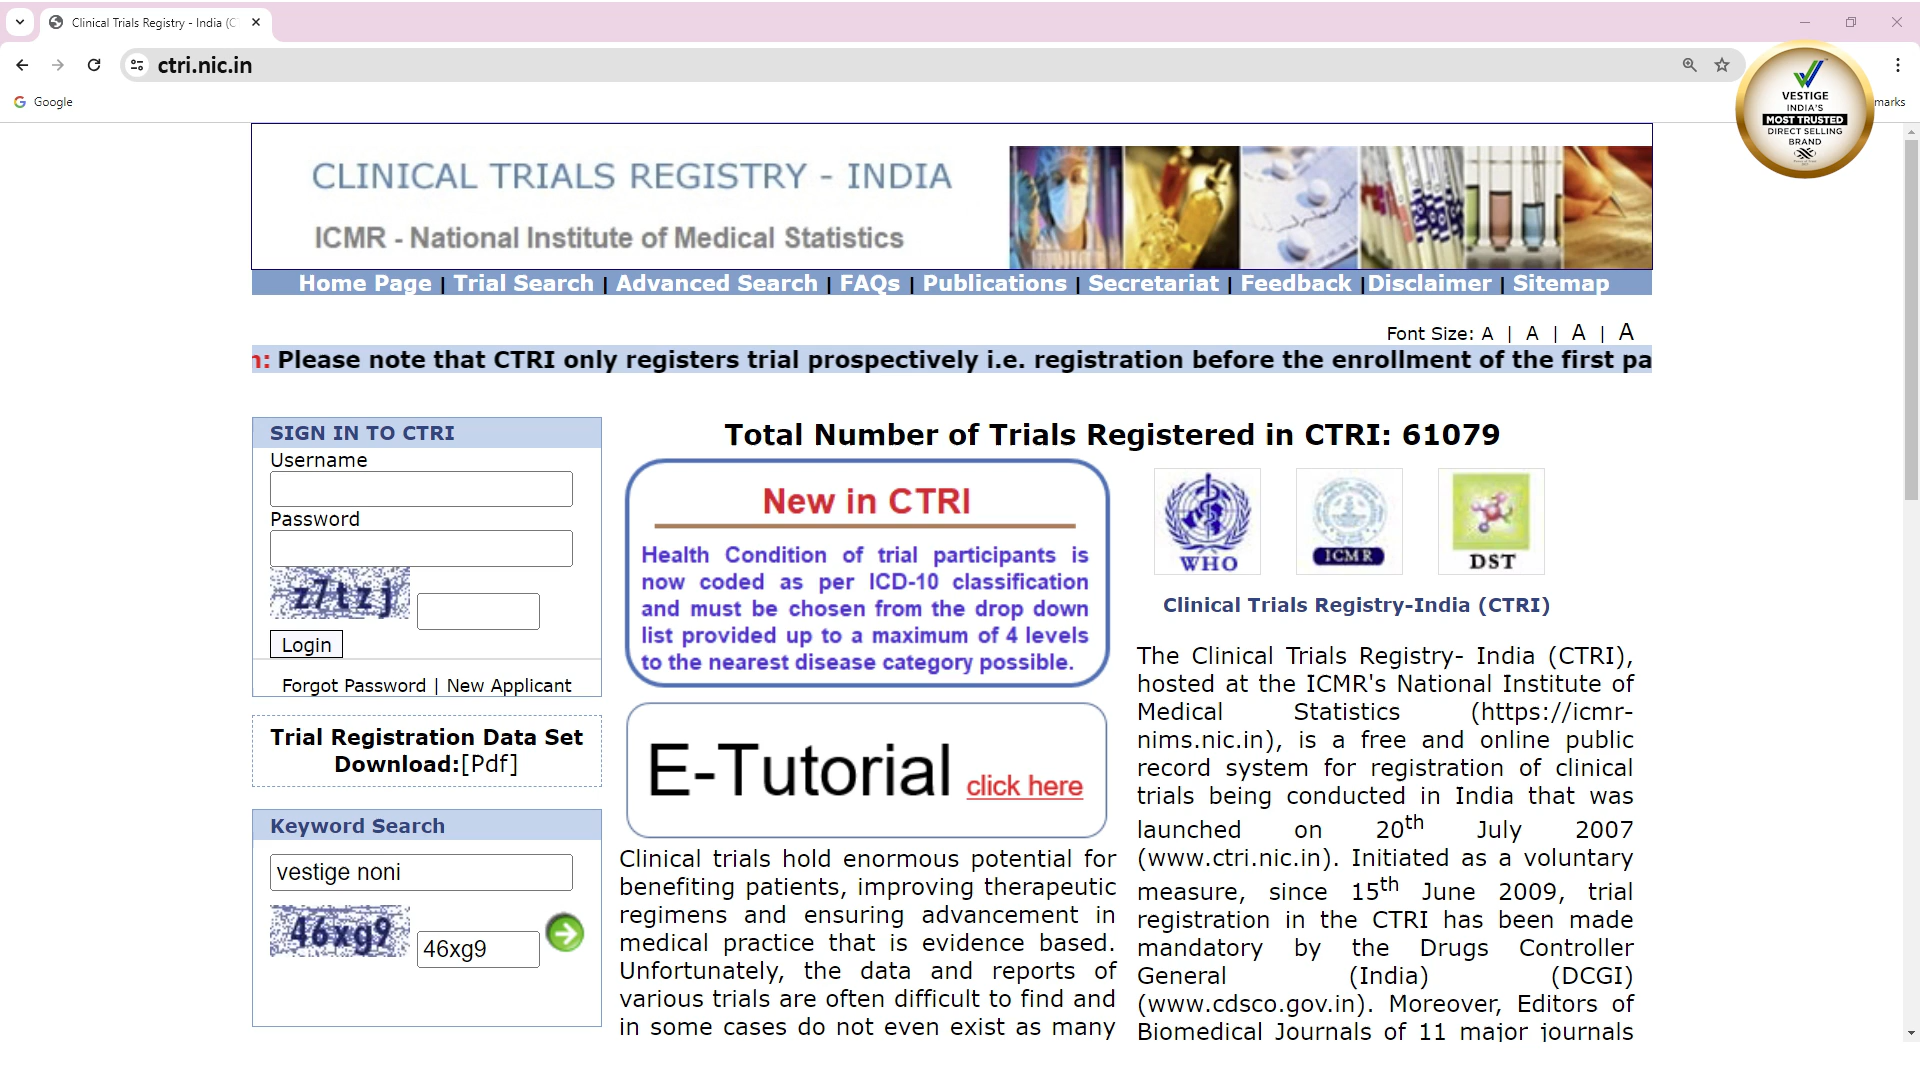 Clinical Trials Registry - India (C
ctri.nic.in
Google
marks
VESTIGE
INDIA'S
MOST TRUSTED
DIRECT SELLING
BRAND
CLINICAL TRIALS REGISTRY - INDIA
ICMR - National Institute of Medical Statistics
Home Page | Trial Search | Advanced Search | FAQs | Publications | Secretariat | Feedback |Disclaimer | Sitemap
Font Size: A | A | A | A
n: Please note that CTRI only registers trial prospectively i.e. registration before the enrollment of the first pa
SIGN IN TO CTRI
Username
Password
z7tzj
Login
Forgot Password | New Applicant
Trial Registration Data Set
Download:[Pdf]
Keyword Search
vestige noni
46xg9
46xg9
Total Number of Trials Registered in CTRI: 61079
New in CTRI
Health Condition of trial participants is
now coded as per ICD-10 classification
and must be chosen from the drop down
list provided up to a maximum of 4 levels
to the nearest disease category possible.
E-Tutorial click here
Clinical trials hold enormous potential for
benefiting patients, improving therapeutic
regimens and ensuring advancement in
medical practice that is evidence based.
Unfortunately, the data and reports of
various trials are often difficult to find and
in some cases do not even exist as many
WHO
ICMR
DST
Clinical Trials Registry-India (CTRI)
The Clinical Trials Registry- India (CTRI),
hosted at the ICMR's National Institute of
Medical Statistics (https://icmr-
nims.nic.in), is a free and online public
record system for registration of clinical
trials being conducted in India that was
launched on 20th July 2007
(www.ctri.nic.in). Initiated as a voluntary
measure, since 15th June 2009, trial
registration in the CTRI has been made
mandatory by the Drugs Controller
General (India) (DCGI)
(www.cdsco.gov.in). Moreover, Editors of
Biomedical Journals of 11 major journals